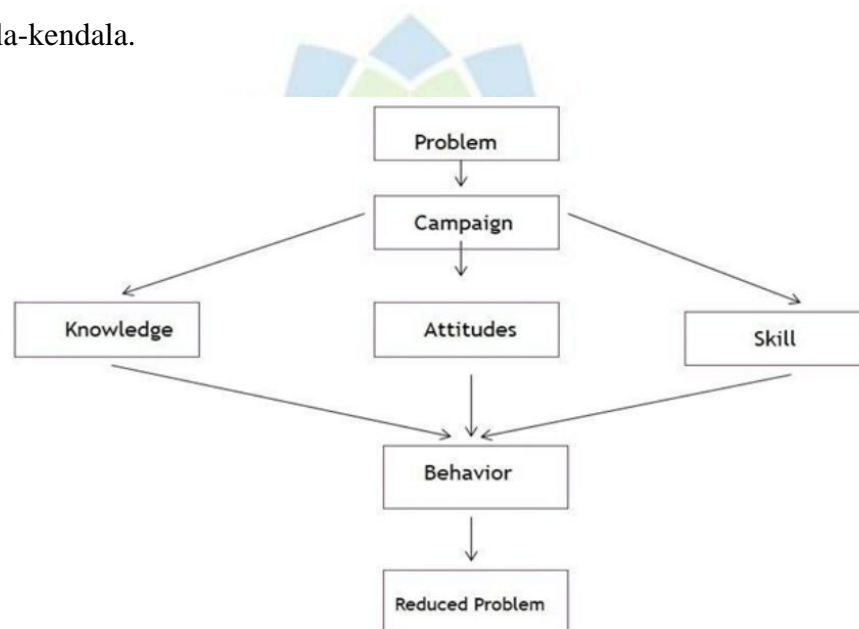 la-kendala.
Problem
Campaign
Knowledge
Attitudes
Skill
Behavior
Reduced Problem